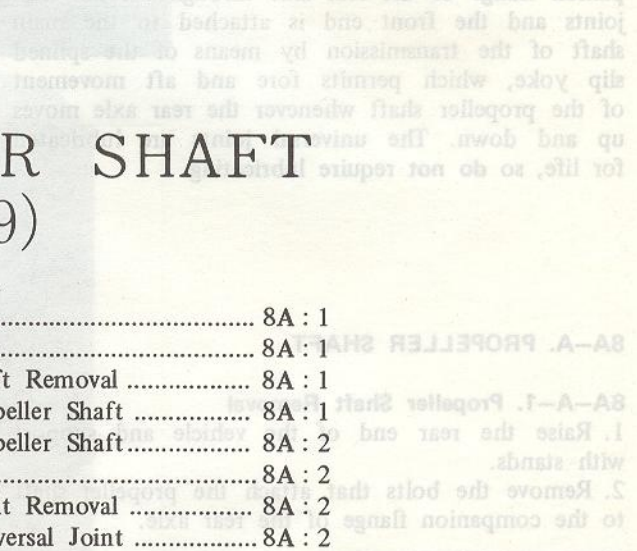 R SHAFT
9)
........................................ 8A : 1
........................................ 8A : 1
t Removal .................. 8A : 1
peller Shaft .................. 8A : 1
peller Shaft .................. 8A : 2
........................................ 8A : 2
t Removal .................. 8A : 2
versal Joint .................. 8A : 2
joints and the front end is attached to the main
shaft of the transmission by means of the splined
slip yoke, which permits fore and aft movement
of the propeller shaft whenever the rear axle moves
up and down. The universal joints are lubricated
for life, so do not require lubricating
8A-A. PROPELLER SHAFT
8A-A-1. Propeller Shaft Removal
1. Raise the rear end of the vehicle and
with stands.
2. Remove the bolts that attach the propeller shaft
to the companion flange of the rear axle.